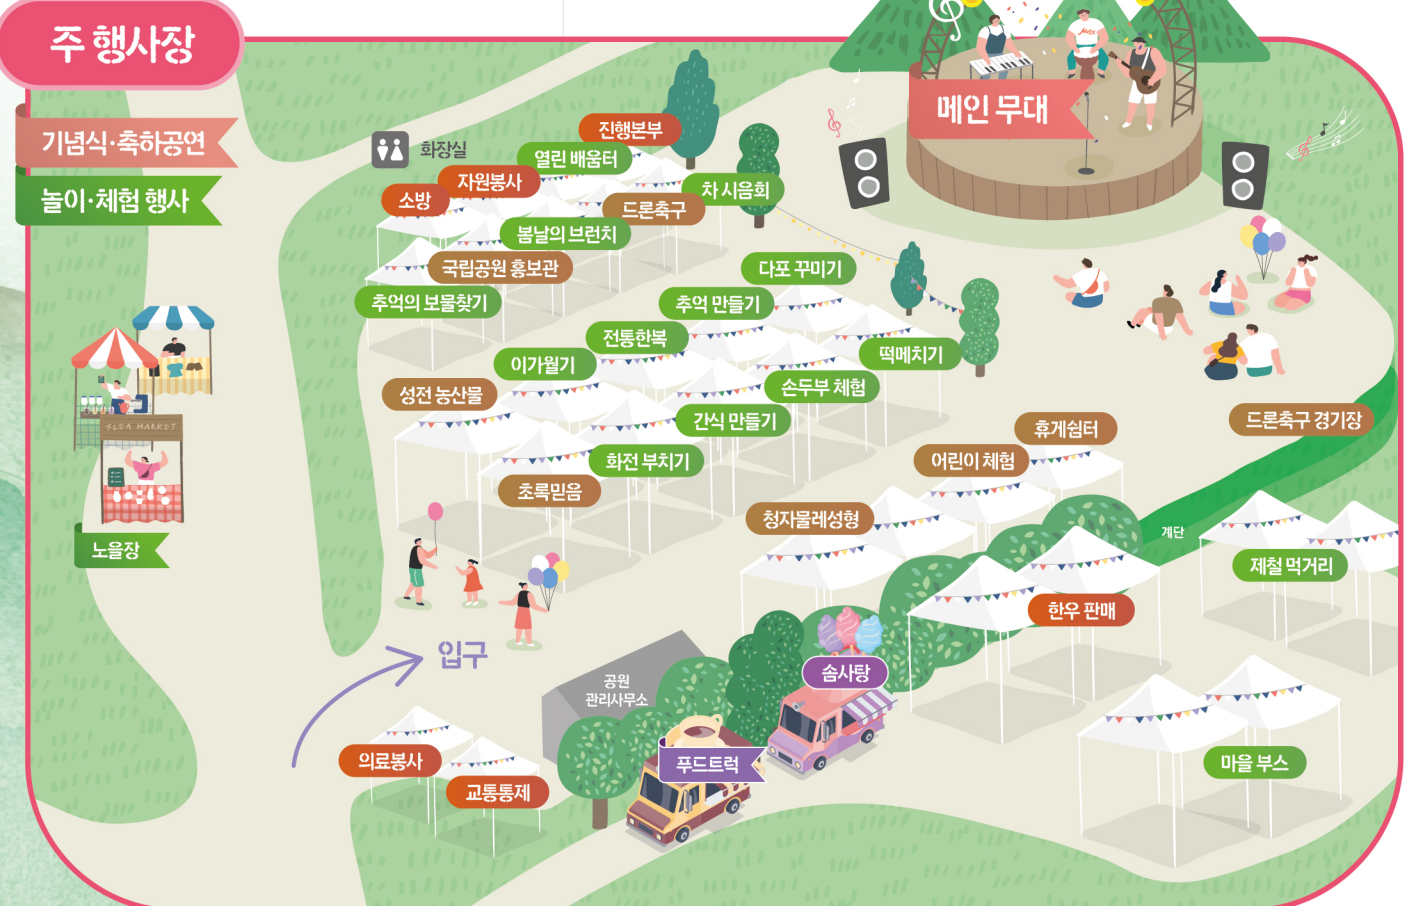 주 행사장
기념식·축하공연
놀이·체험 행사
메인 무대
화장실
진행본부
열린 배움터
자원봉사
소방
차 시음회
드론축구
봄날의 브런치
국립공원 홍보관
추억의 보물찾기
다포 꾸미기
추억 만들기
전통한복
이가월기
떡메치기
성전 농산물
손두부 체험
간식 만들기
화전 부치기
초록믿음
드론축구 경기장
휴게쉼터
어린이 체험
청자물레성형
계단
제철 먹거리
한우 판매
FLEA MARKET
노을장
입구
공원
관리사무소
솜사탕
푸드트럭
의료봉사
교통통제
마을 부스